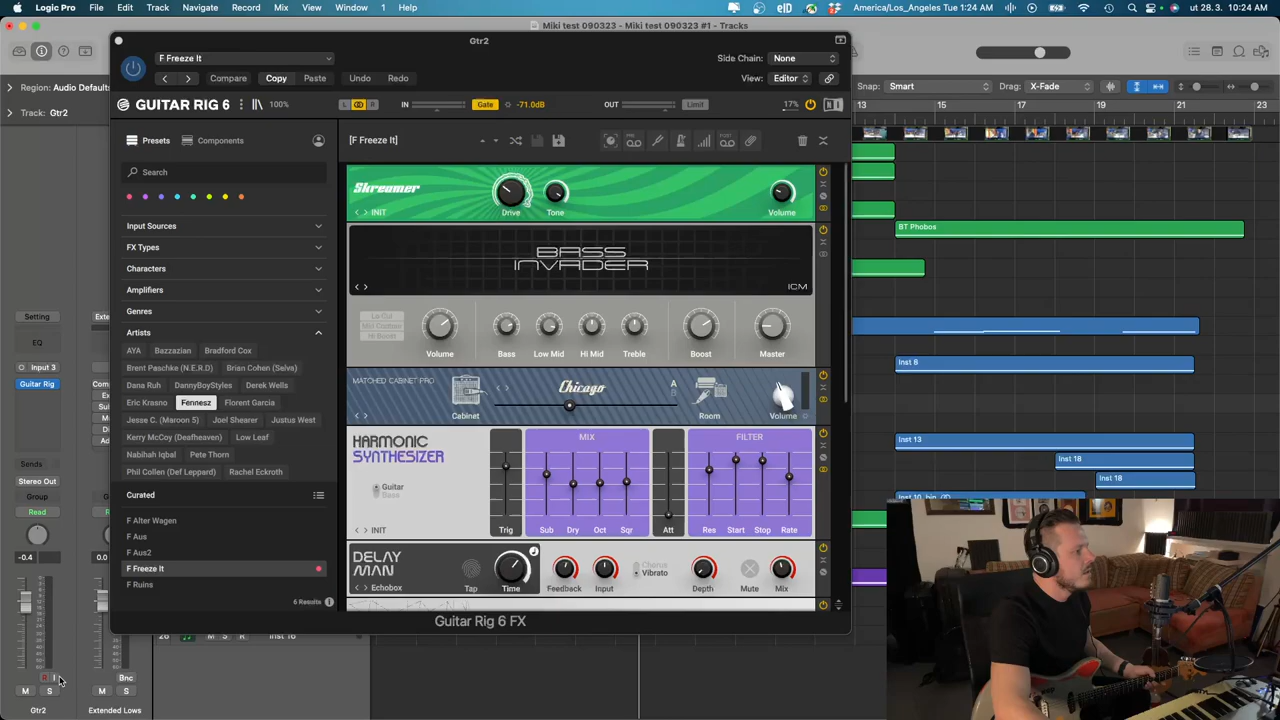 Logic Pro File Edit Track Navigate Record Mix View Window 1 Help America/Los_Angeles Tue 1:24 AM ut 28.3. 10:24 AM
Miki test 090323 - Miki test 090323 #1 - Tracks
Gtr2
F Freeze It Side Chain: None
Compare Copy Paste Undo Redo View: Editor
Region: Audio Defaults
Snap: Smart Drag: X-Fade
Track: Gtr2
GUITAR RIG 6 100% L R IN Gate -71.0dB OUT Limit 17%
13 15 17 19 21 23
Presets Components [F Freeze It]
Search
Skreamer
INIT Drive Tone Volume
Input Sources
FX Types
Characters
Amplifiers
Genres
Artists
BASS
INVADER
ICM
Volume Bass Low Mid Hi Mid Treble Boost Master
BT Phobos
AYA Bazzazian Bradford Cox
Brent Paschke (N.E.R.D) Brian Cohen (Selva)
Dana Ruh DannyBoyStyles Derek Wells
Eric Krasno Fennesz Florent Garcia
Jesse C. (Maroon 5) Joel Shearer Justus West
Kerry McCoy (Deafheaven) Low Leaf
Nabihah Iqbal Pete Thorn
Phil Collen (Def Leppard) Rachel Eckroth
MATCHED CABINET PRO Chicago A B
Cabinet Room Volume
Inst 8
Inst 13
Inst 18
Inst 18
HARMONIC
SYNTHESIZER
MIX FILTER
Guitar
Bass
INIT Trig Sub Dry Oct Sqr Att Res Start Stop Rate
Curated
F Alter Wagen
F Aus
F Aus2
F Freeze It
F Ruins
6 Results
DELAY
MAN
Echobox Tap Time Feedback Input Chorus
Vibrato Depth Mute Mix
Guitar Rig 6 FX
Setting
EQ
Input 3
Guitar Rig
Sends
Stereo Out
Group
Read
-0.4 0.0
R I Bnc
M S M S
Gtr2 Extended Lows
26 M S R Inst 16